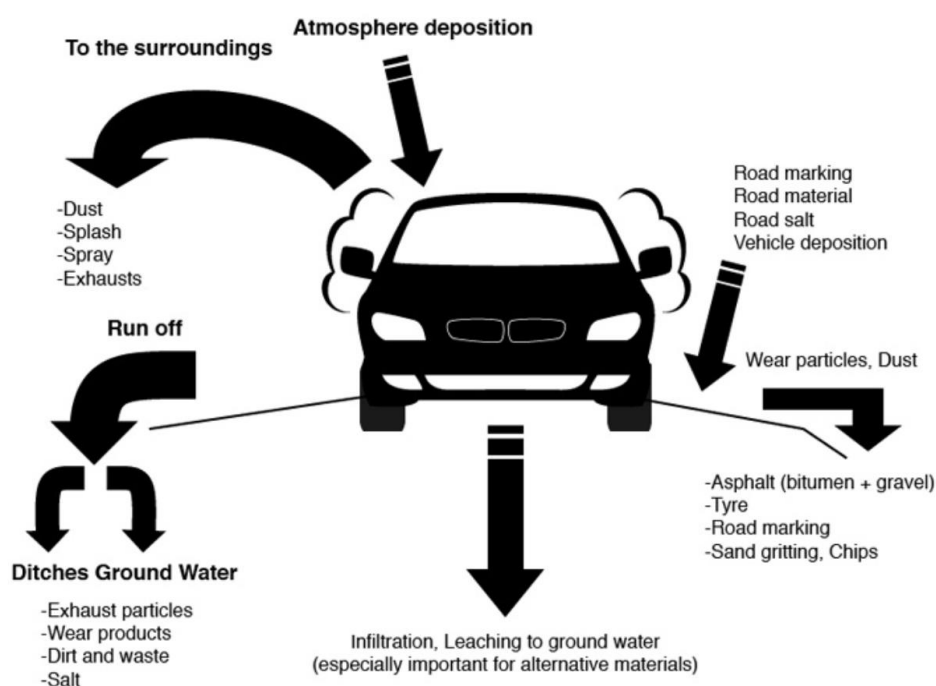 Atmosphere deposition
To the surroundings
-Dust
-Splash
-Spray
-Exhausts
Road marking
Road material
Road salt
Vehicle deposition
Run off
Wear particles, Dust
-Asphalt (bitumen + gravel)
-Tyre
-Road marking
-Sand gritting, Chips
Ditches Ground Water
-Exhaust particles
-Wear products
-Dirt and waste
-Salt
Infiltration, Leaching to ground water
(especially important for alternative materials)